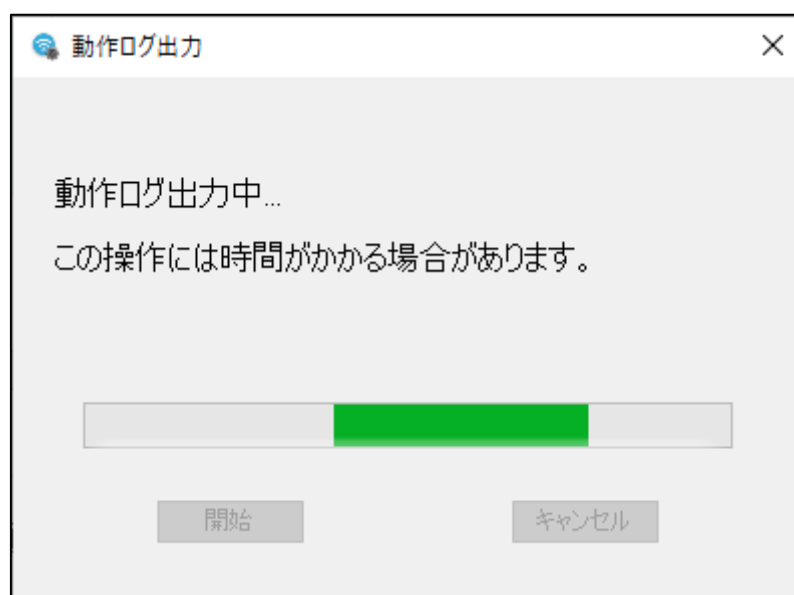 動作ログ出力
動作ログ出力中...
この操作には時間がかかる場合があります。
開始
キャンセル